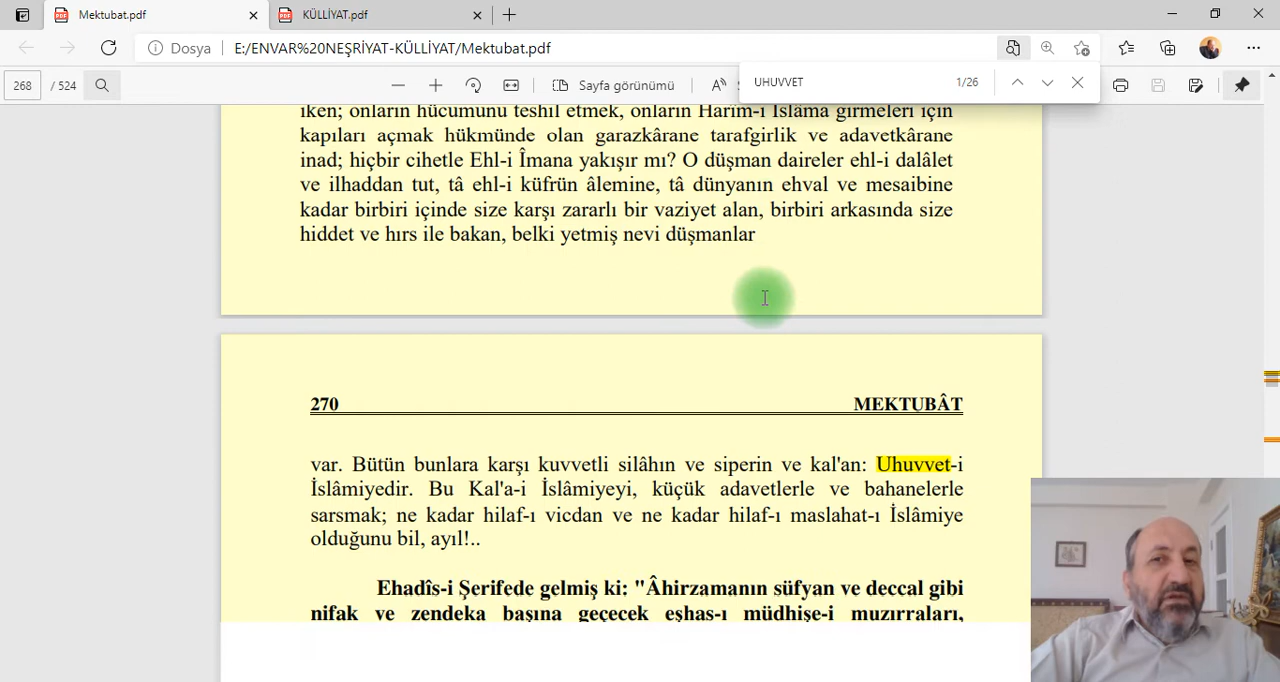 Mektubat.pdf
KÜLLİYAT.pdf
Dosya
E:/ENVAR%20NEŞRİYAT-KÜLLİYAT/Mektubat.pdf
268 / 524
Sayfa görünümü
UHUVVET 1/26
iken; onların hücumunu teshil etmek, onların Harîm-i İslâma girmeleri için
kapıları açmak hükmünde olan garazkârane tarafgirlik ve adavetkârane
inad; hiçbir cihetle Ehl-i Îmana yakışır mı? O düşman daireler ehl-i dalâlet
ve ilhaddan tut, tâ ehl-i küfrün âlemine, tâ dünyanın ehval ve mesaibine
kadar birbiri içinde size karşı zararlı bir vaziyet alan, birbiri arkasında size
hiddet ve hırs ile bakan, belki yetmiş nevi düşmanlar
270 MEKTUBÂT
var. Bütün bunlara karşı kuvvetli silâhın ve siperin ve kal'an: Uhuvvet-i
İslâmiyedir. Bu Kal'a-i İslâmiyeyi, küçük adavetlerle ve bahanelerle
sarsmak; ne kadar hilaf-ı vicdan ve ne kadar hilaf-ı maslahat-ı İslâmiye
olduğunu bil, ayıl!..
Ehadîs-i Şerifede gelmiş ki: "Âhirzamanın süfyan ve deccal gibi
nifak ve zendeka başına geçecek eşhas-ı müdhişe-i muzırraları,